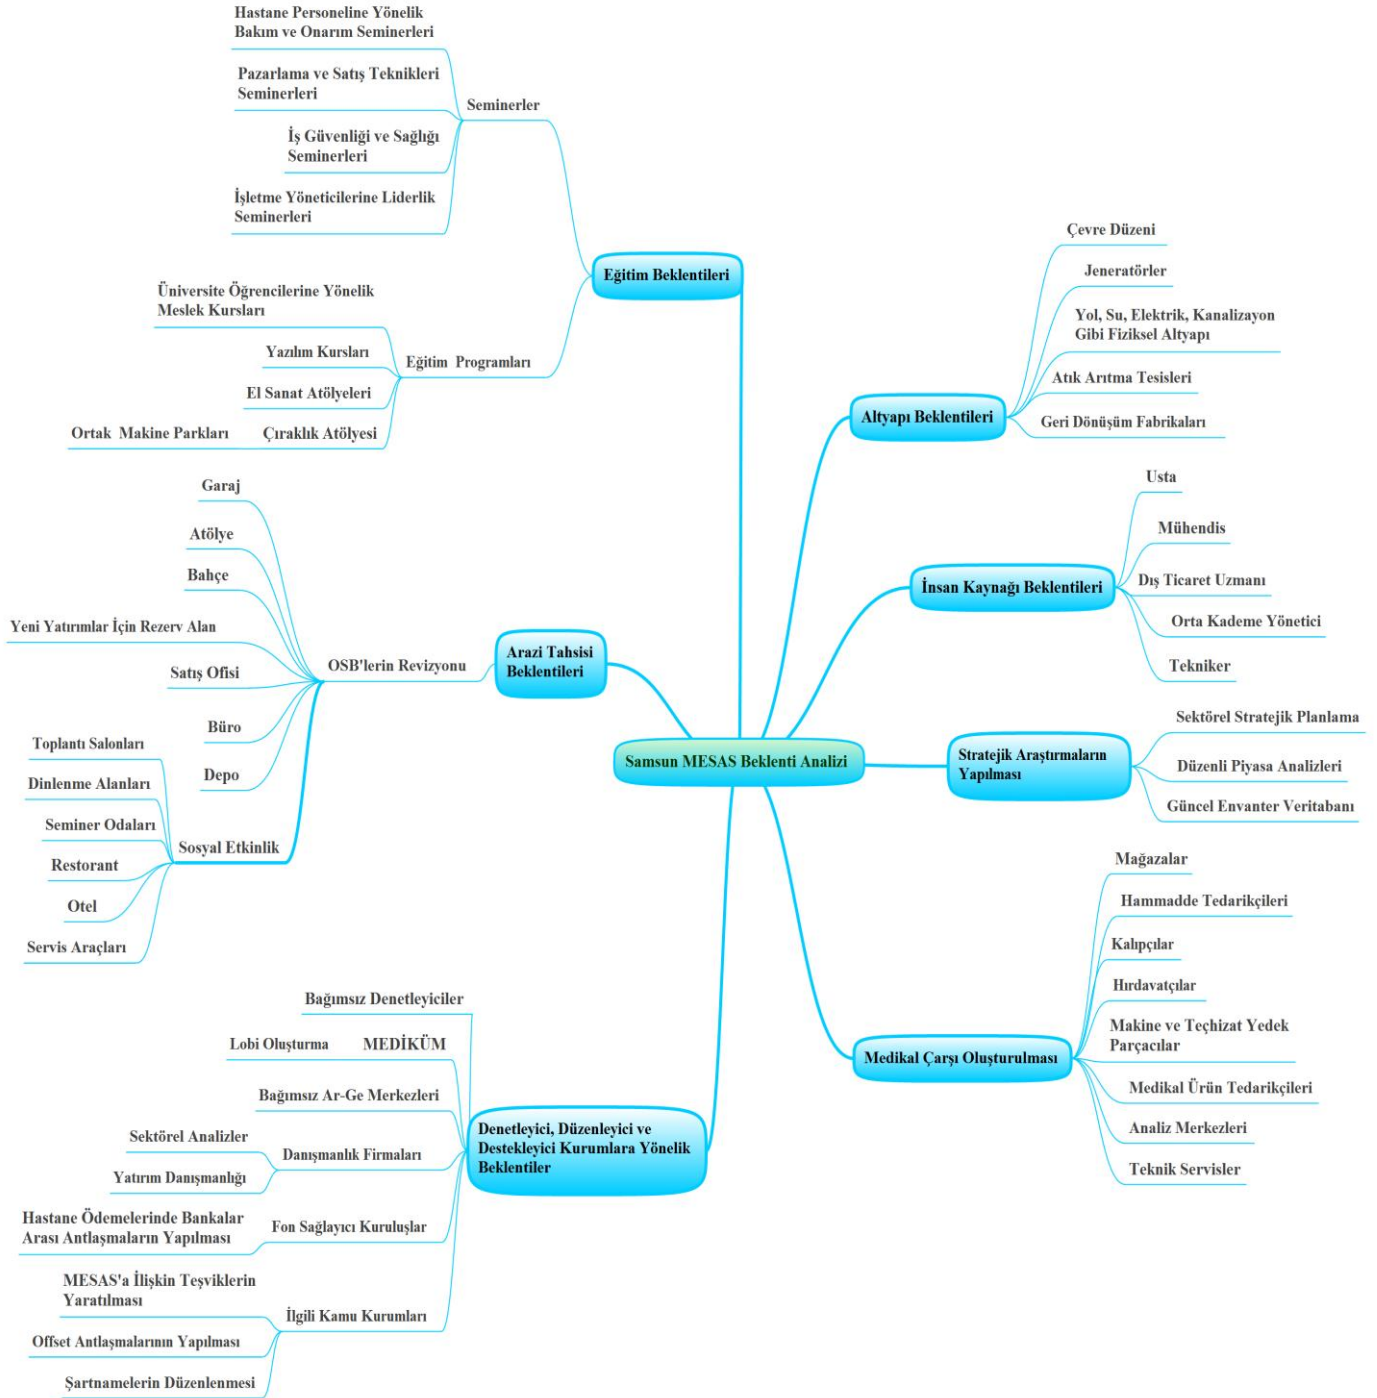 Hastane Personeline Yönelik
Bakım ve Onarım Seminerleri
Pazarlama ve Satış Teknikleri
Seminerleri
İş Güvenliği ve Sağlığı
Seminerleri
İşletme Yöneticilerine Liderlik
Seminerleri
Seminerler
Eğitim Beklentileri
Üniversite Öğrencilerine Yönelik
Meslek Kursları
Yazılım Kursları
El Sanat Atölyeleri
Ortak Makine Parkları
Çıraklık Atölyesi
Eğitim Programları
Garaj
Atölye
Bahçe
Yeni Yatırımlar İçin Rezerv Alan
Satış Ofisi
Büro
Depo
OSB'lerin Revizyonu
Arazi Tahsisi
Beklentileri
Toplantı Salonları
Dinlenme Alanları
Seminer Odaları
Restorant
Otel
Servis Araçları
Sosyal Etkinlik
Samsun MESAS Beklenti Analizi
Bağımsız Denetleyiciler
Lobi Oluşturma
MEDİKÜM
Bağımsız Ar-Ge Merkezleri
Sektörel Analizler
Yatırım Danışmanlığı
Danışmanlık Firmaları
Hastane Ödemelerinde Bankalar
Arası Antlaşmaların Yapılması
Fon Sağlayıcı Kuruluşlar
MESAS'a İlişkin Teşviklerin
Yaratılması
Offset Antlaşmalarının Yapılması
Şartnamelerin Düzenlenmesi
İlgili Kamu Kurumları
Denetleyici, Düzenleyici ve
Destekleyici Kurumlara Yönelik
Beklentiler
Altyapı Beklentileri
Çevre Düzeni
Jeneratörler
Yol, Su, Elektrik, Kanalizayon
Gibi Fiziksel Altyapı
Atık Arıtma Tesisleri
Geri Dönüşüm Fabrikaları
İnsan Kaynağı Beklentileri
Usta
Mühendis
Dış Ticaret Uzmanı
Orta Kademe Yönetici
Tekniker
Stratejik Araştırmaların
Yapılması
Sektörel Stratejik Planlama
Düzenli Piyasa Analizleri
Güncel Envanter Veritabanı
Medikal Çarşı Oluşturulması
Mağazalar
Hammadde Tedarikçileri
Kalıpçılar
Hırdavatçılar
Makine ve Teçhizat Yedek
Parçacılar
Medikal Ürün Tedarikçileri
Analiz Merkezleri
Teknik Servisler